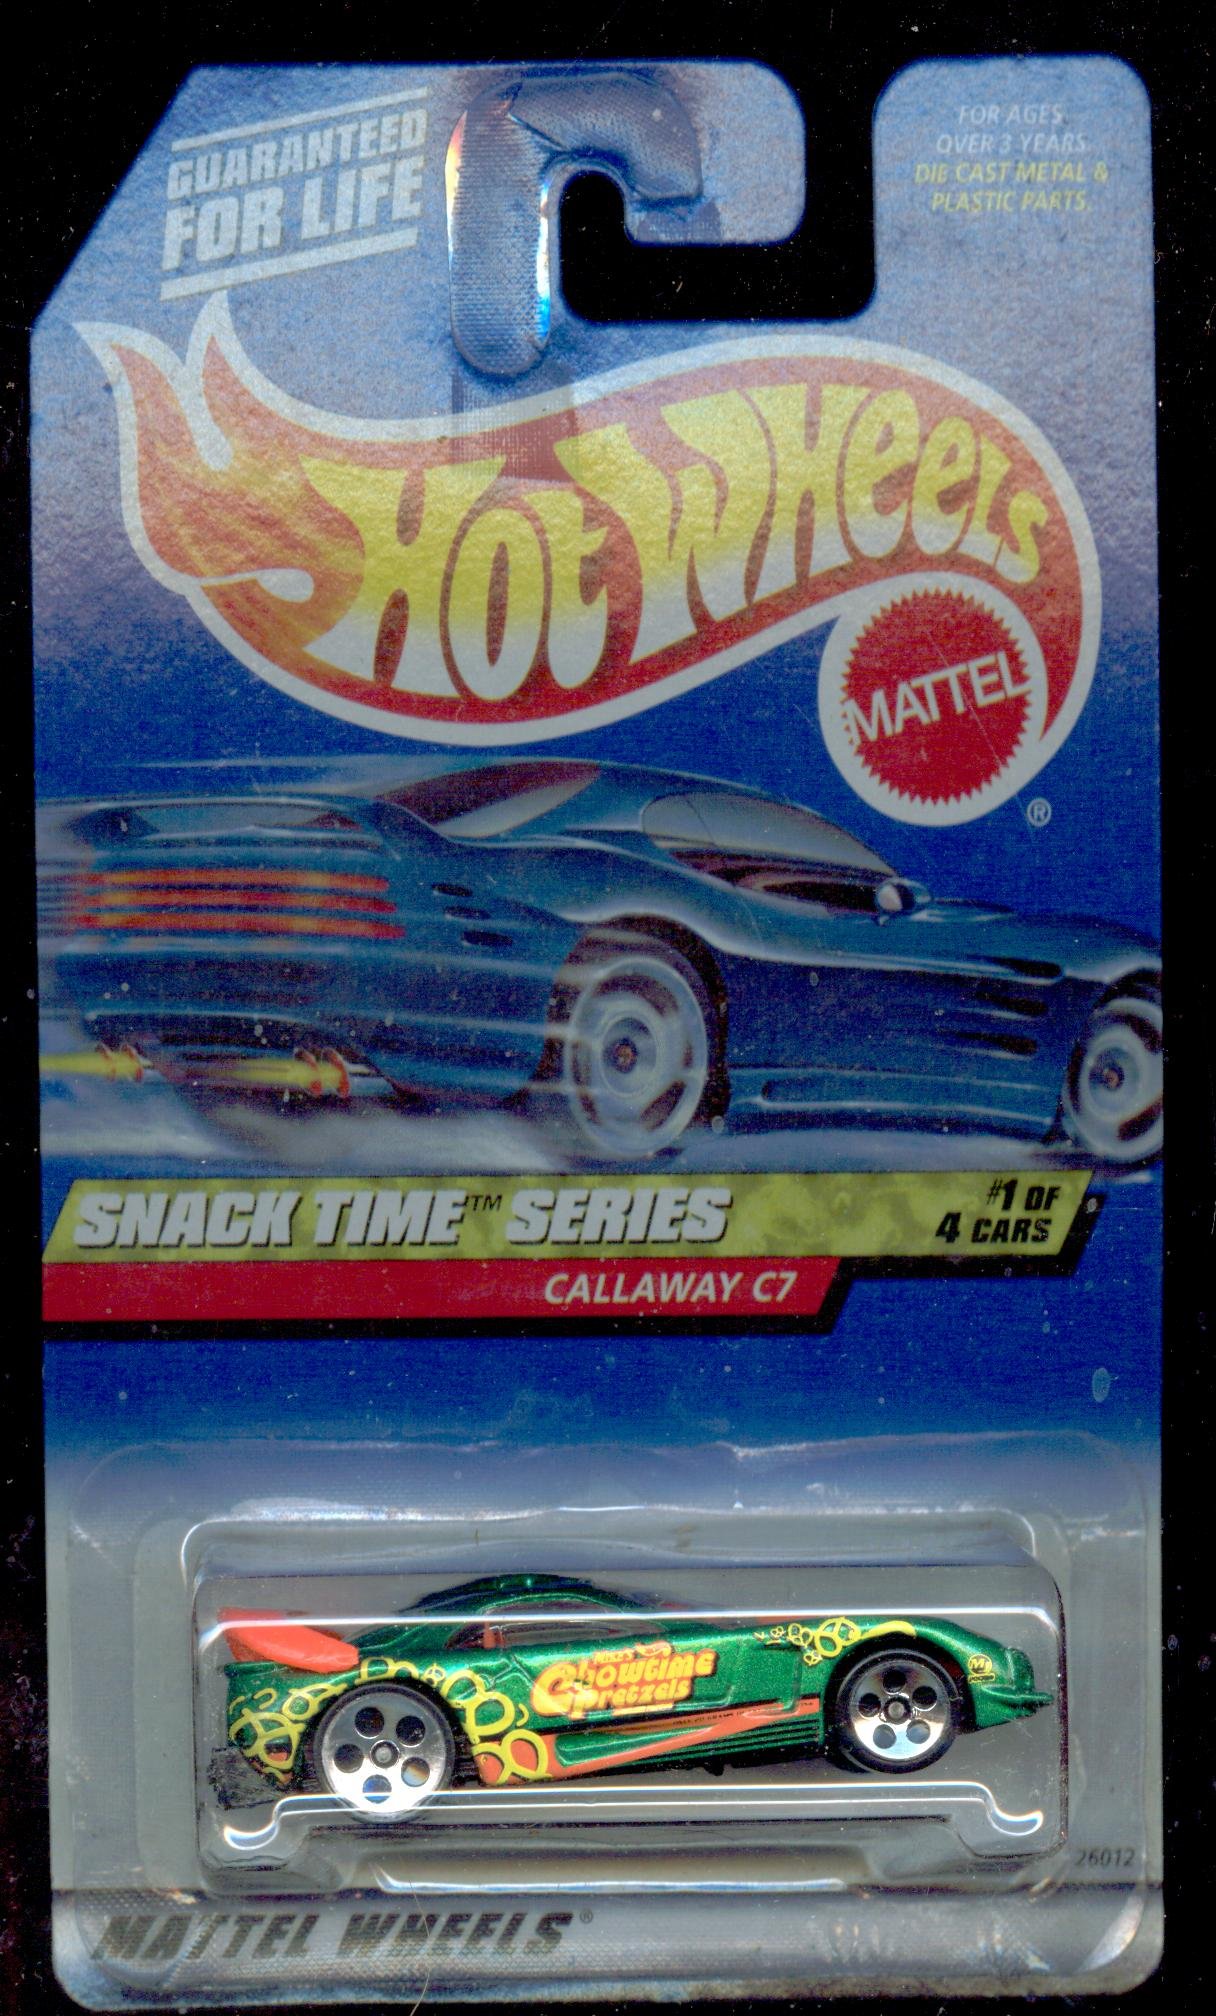 GUARANTEED
FOR LIFE
FOR AGES
OVER 3 YEARS
DIE CAST METAL &
PLASTIC PARTS
HOT WHEELS
MATTEL
®
SNACK TIME™ SERIES
#1 OF
4 CARS
CALLAWAY C7
MIKE'S
Showtime
Pretzels
26012
MATTEL WHEELS®